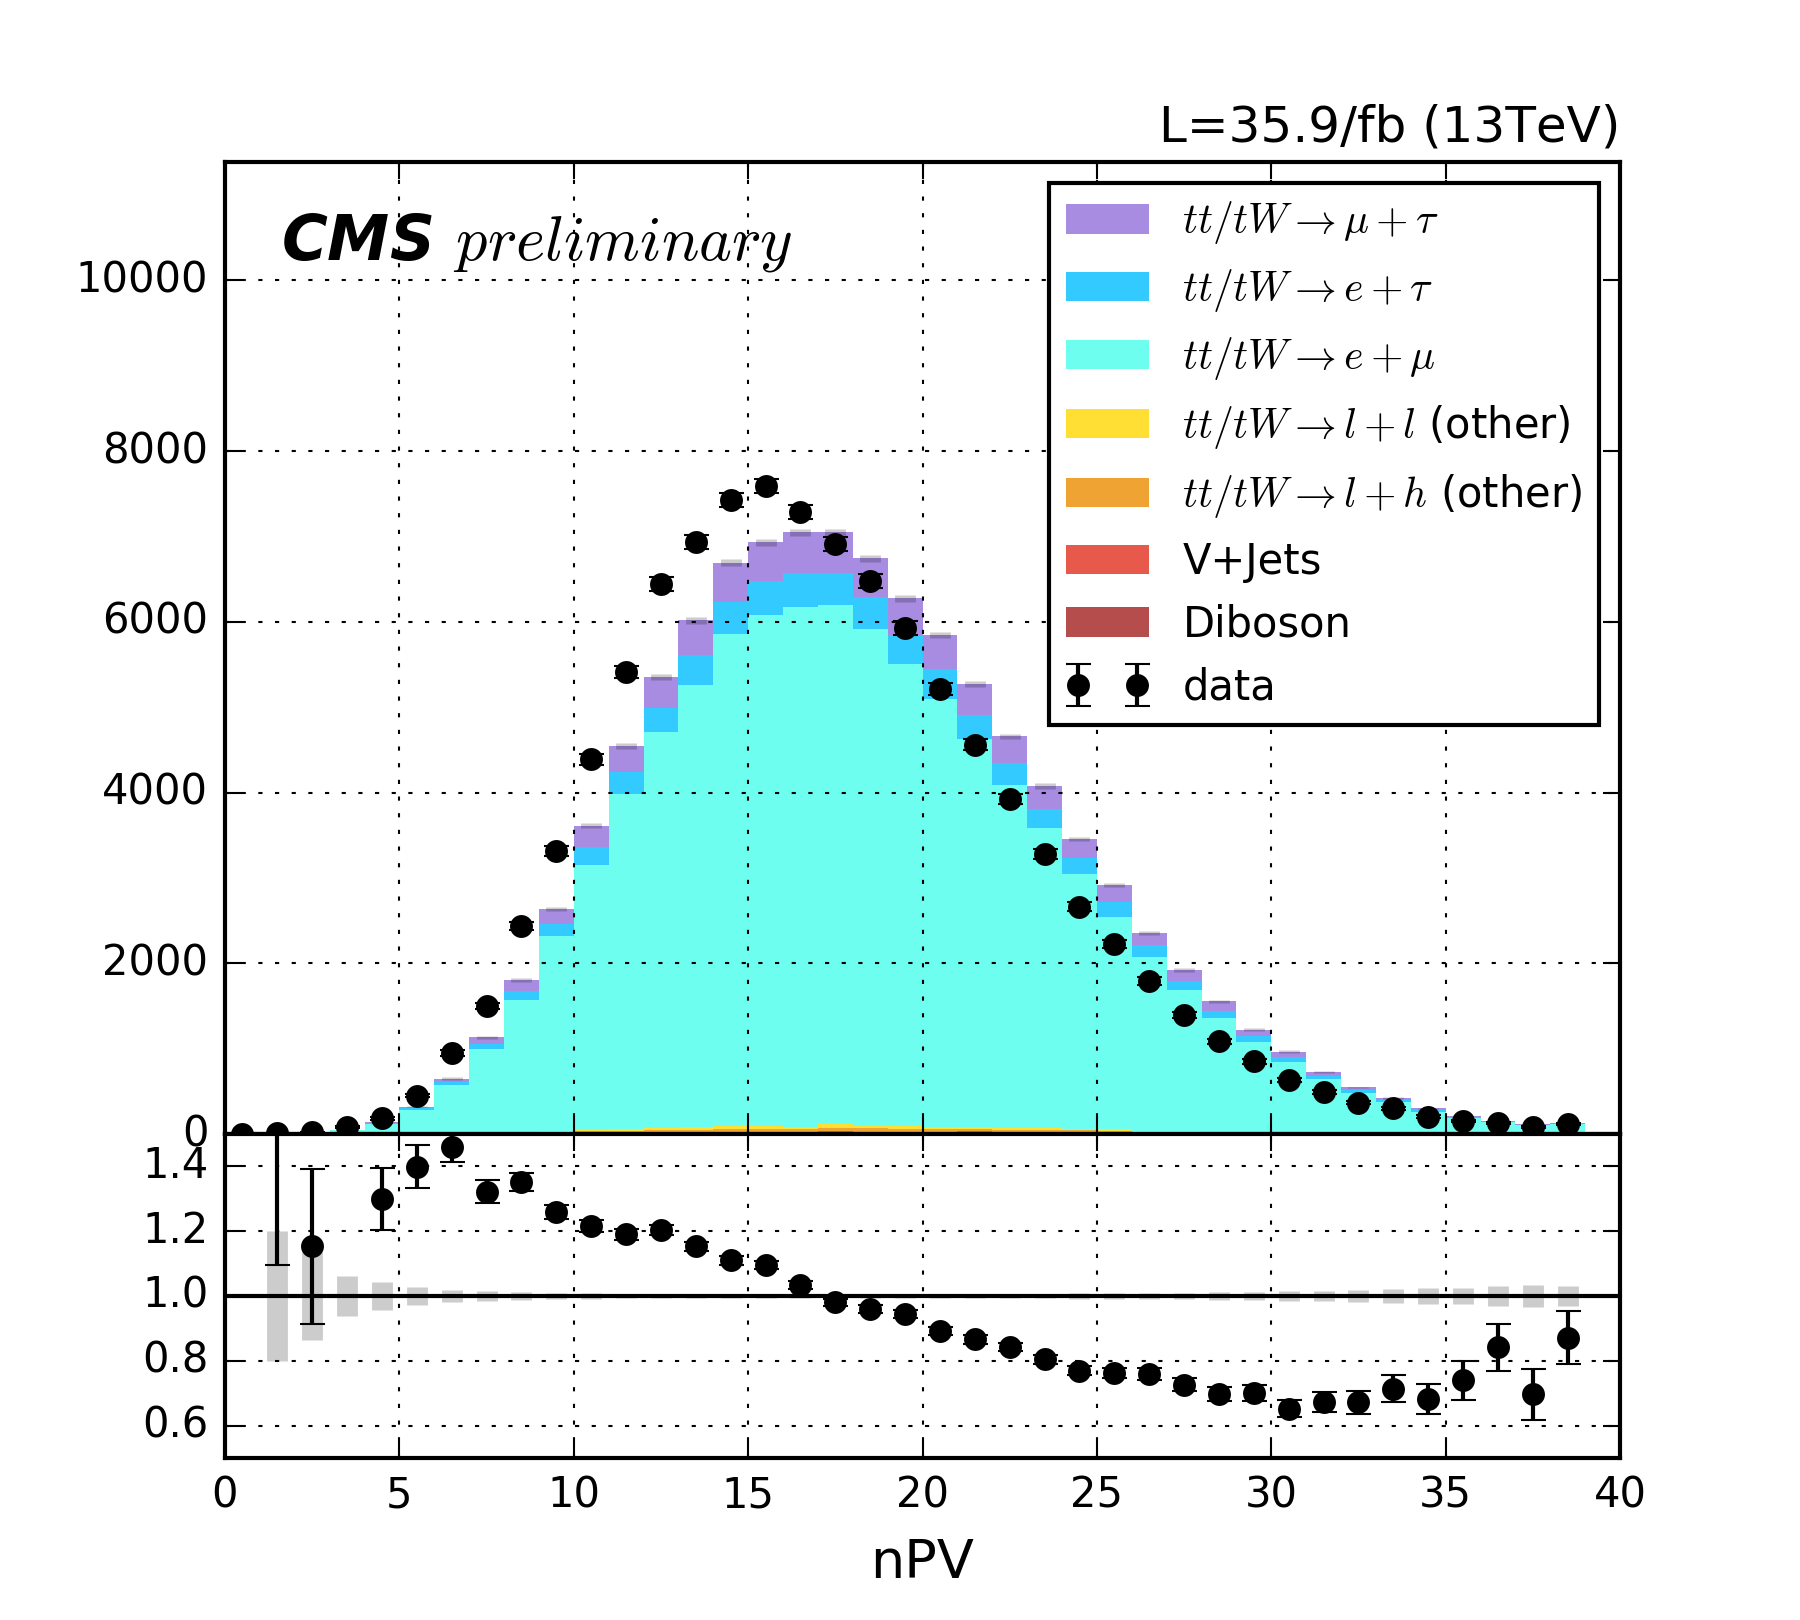 L=35.9/fb (13TeV)
CMS preliminary
tt/tW→μ+τ
tt/tW→e+τ
tt/tW→e+μ
tt/tW→l+l (other)
tt/tW→l+h (other)
V+Jets
Diboson
data
10000
8000
6000
4000
2000
0
1.4
1.2
1.0
0.8
0.6
0 5 10 15 20 25 30 35 40
nPV